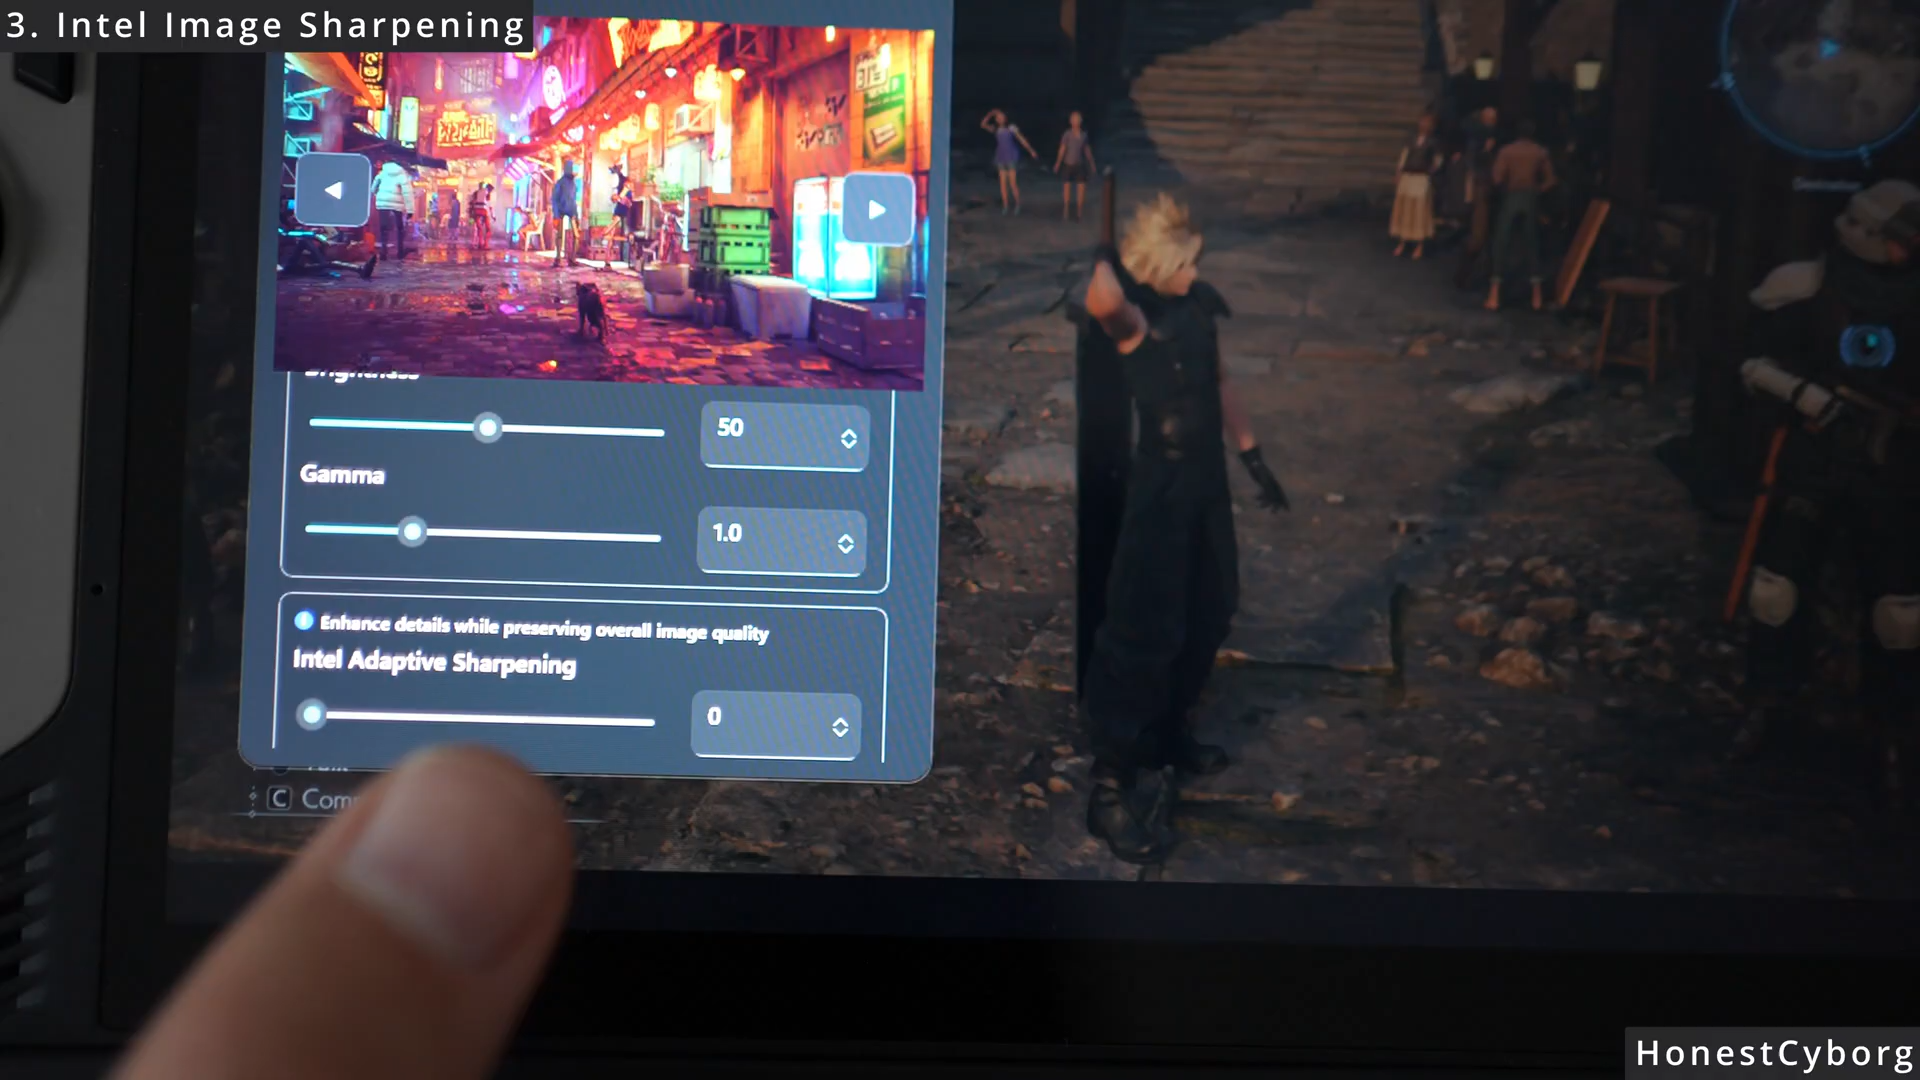 3. Intel Image Sharpening
Brightness
50
Gamma
1.0
Enhance details while preserving overall image quality
Intel Adaptive Sharpening
0
C
HonestCyborg